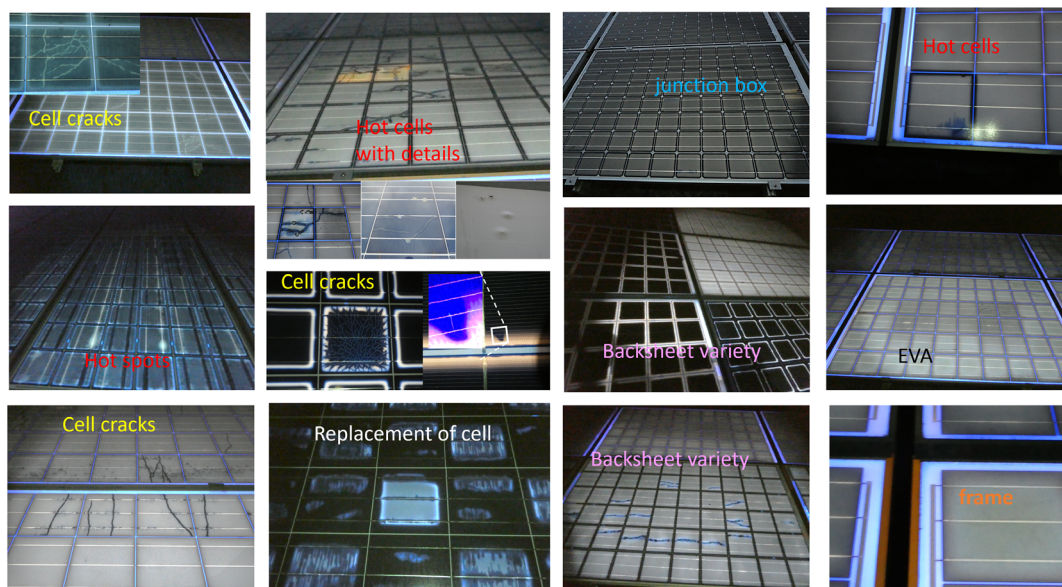 Cell cracks
Hot cells
with details
junction box
Hot cells
Hot spots
Cell cracks
Backsheet variety
EVA
Cell cracks
Replacement of cell
Backsheet variety
frame